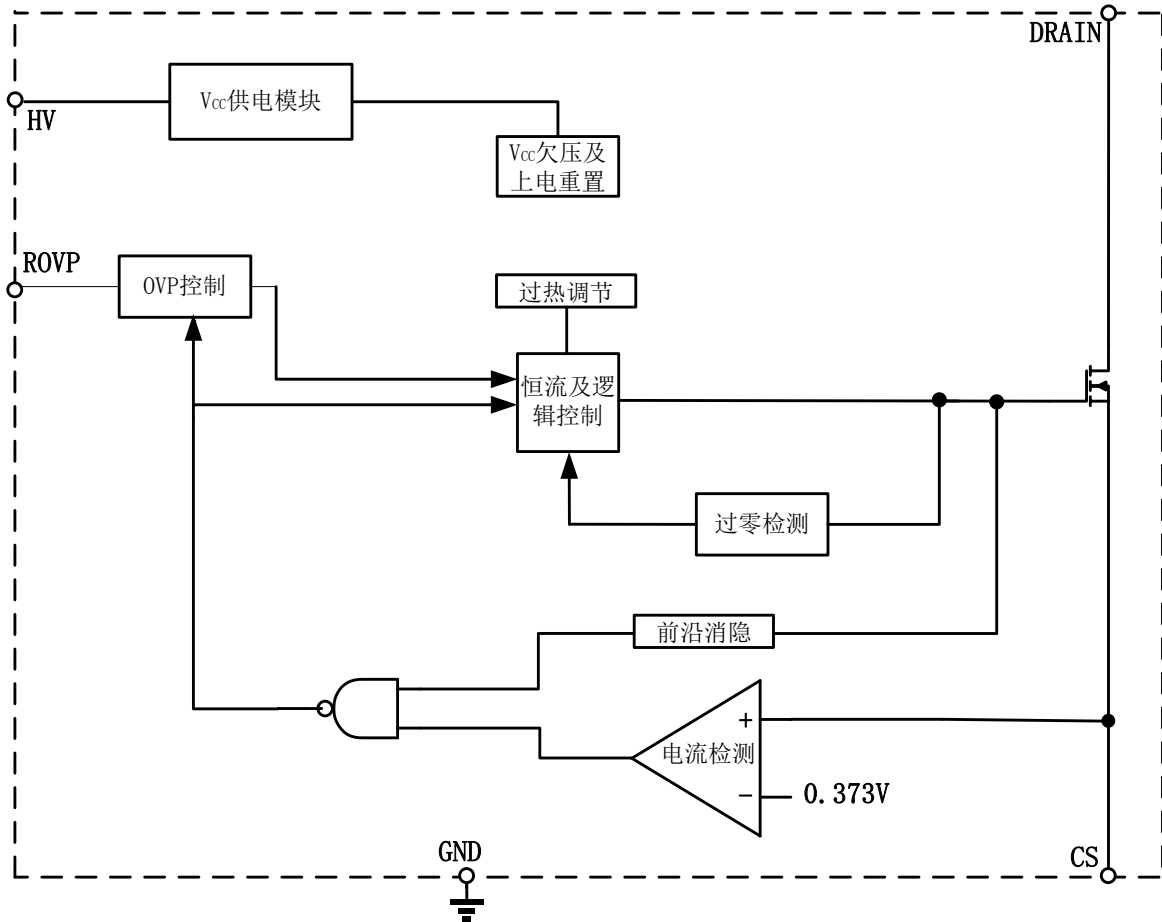 DRAIN
Vcc供电模块
HV
Vcc欠压及
上电重置
ROVP
OVP控制
过热调节
恒流及逻
辑控制
过零检测
前沿消隐
+
电流检测
−
0.373V
GND
CS